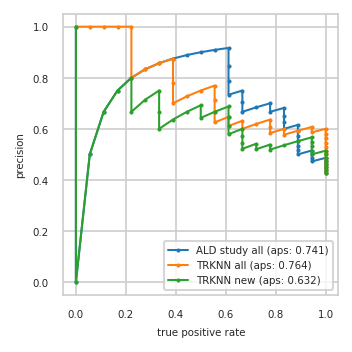 1.0
0.8
0.6
0.4
0.2
0.0
precision
0.0 0.2 0.4 0.6 0.8 1.0
true positive rate
ALD study all (aps: 0.741)
TRKNN all (aps: 0.764)
TRKNN new (aps: 0.632)